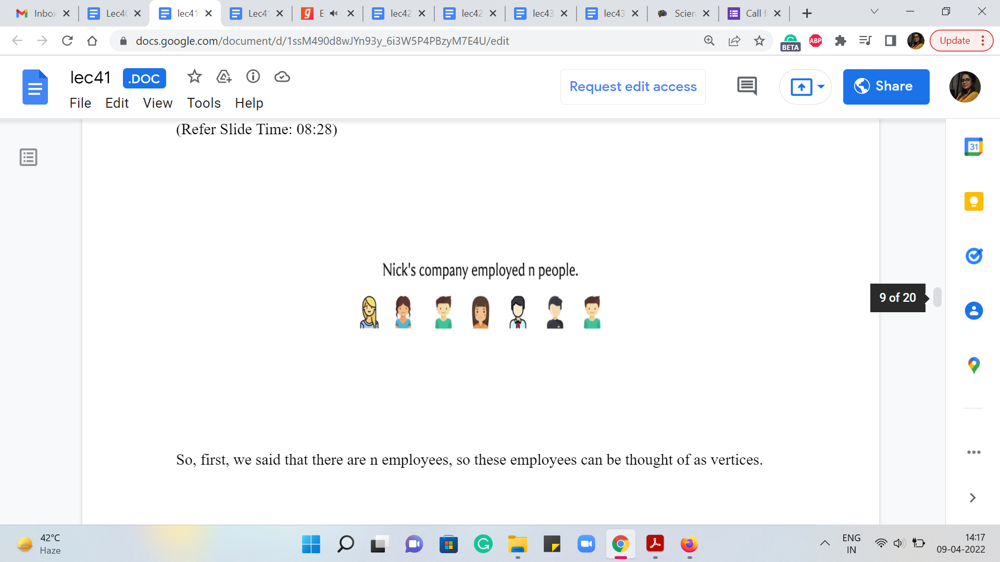 Inbox
Lec40
lec41
Lec41
E
lec42
lec42
lec43
lec43
Scien
Call f
docs.google.com/document/d/1ssM490d8wJYn93y_6i3W5P4PBzyM7E4U/edit
BETA
ABP
Update
lec41
.DOC
Request edit access
Share
File Edit View Tools Help
(Refer Slide Time: 08:28)
31
Nick's company employed n people.
9 of 20
So, first, we said that there are n employees, so these employees can be thought of as vertices.
42°C
Haze
ENG
IN
14:17
09-04-2022